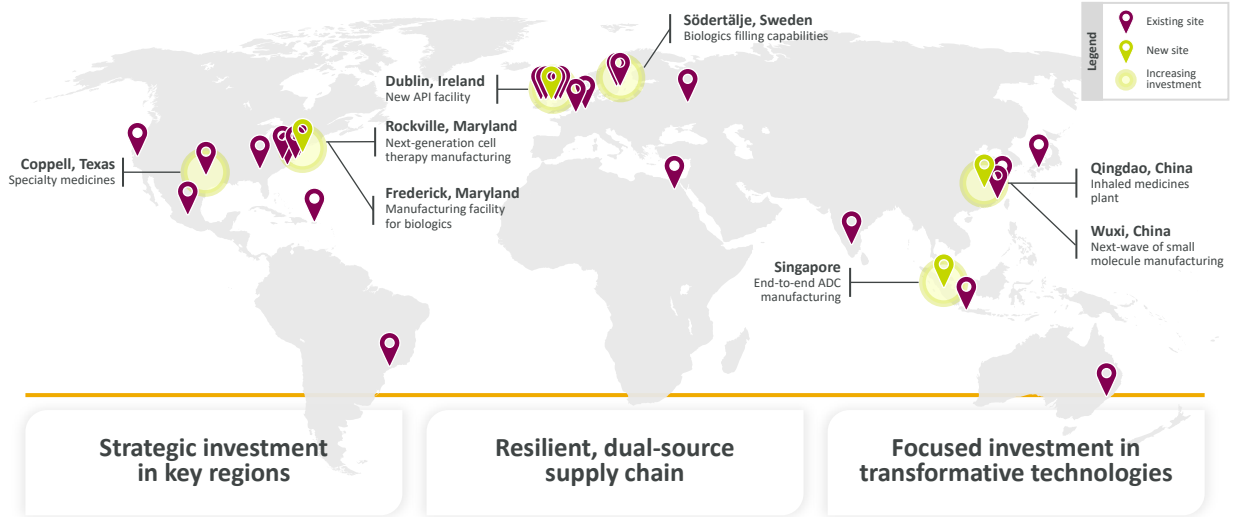 Södertälje, Sweden
Biologics filling capabilities
Legend
Existing site
New site
Increasing
investment
Dublin, Ireland
New API facility
Rockville, Maryland
Next-generation cell
therapy manufacturing
Coppell, Texas
Specialty medicines
Frederick, Maryland
Manufacturing facility
for biologics
Qingdao, China
Inhaled medicines
plant
Wuxi, China
Next-wave of small
molecule manufacturing
Singapore
End-to-end ADC
manufacturing
Strategic investment
in key regions
Resilient, dual-source
supply chain
Focused investment in
transformative technologies